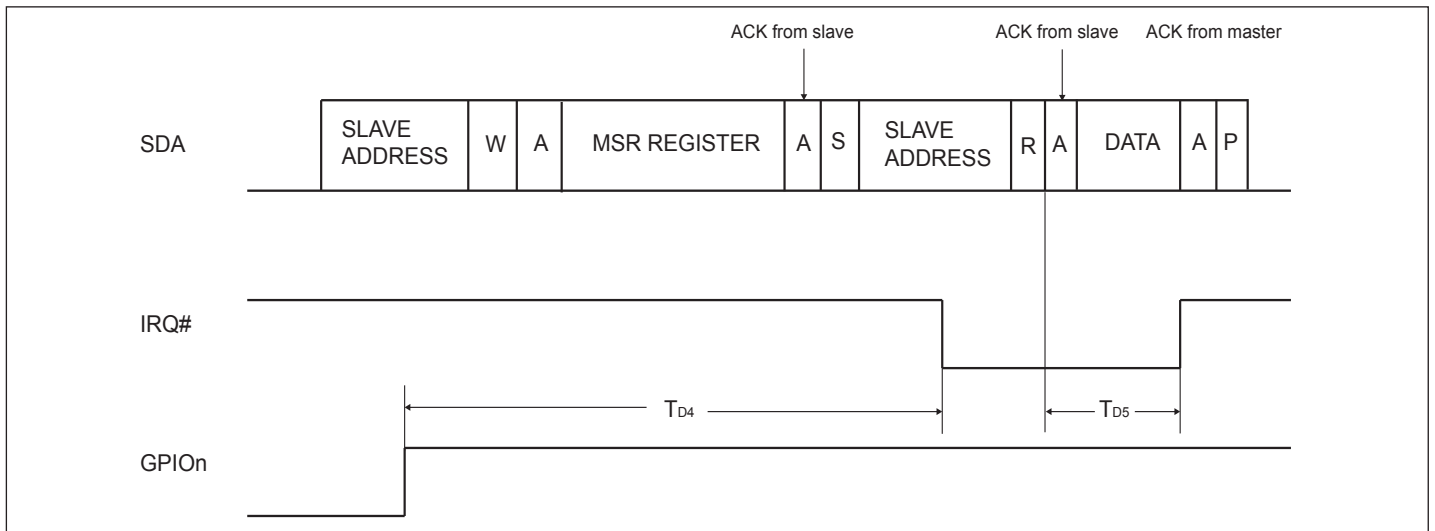 ACK from slave ACK from slave ACK from master
SDA SLAVE ADDRESS W A MSR REGISTER A S SLAVE ADDRESS R A DATA A P
IRQ#
TD4 TD5
GPIOn